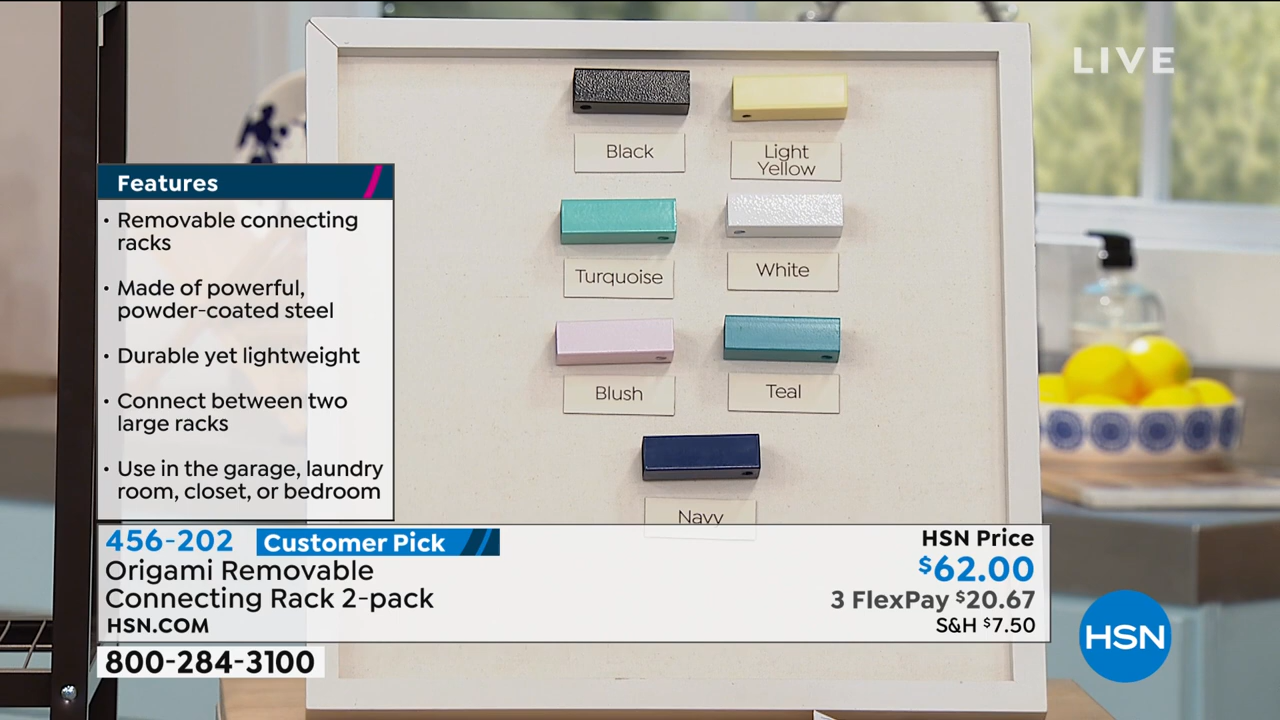 LIVE
Black
Light
Yellow
Turquoise
White
Blush
Teal
Navy
Features
• Removable connecting
racks
• Made of powerful,
powder-coated steel
• Durable yet lightweight
• Connect between two
large racks
• Use in the garage, laundry
room, closet, or bedroom
456-202 Customer Pick
Origami Removable
Connecting Rack 2-pack
HSN.COM
800-284-3100
HSN Price
$62.00
3 FlexPay $20.67
S&H $7.50
HSN